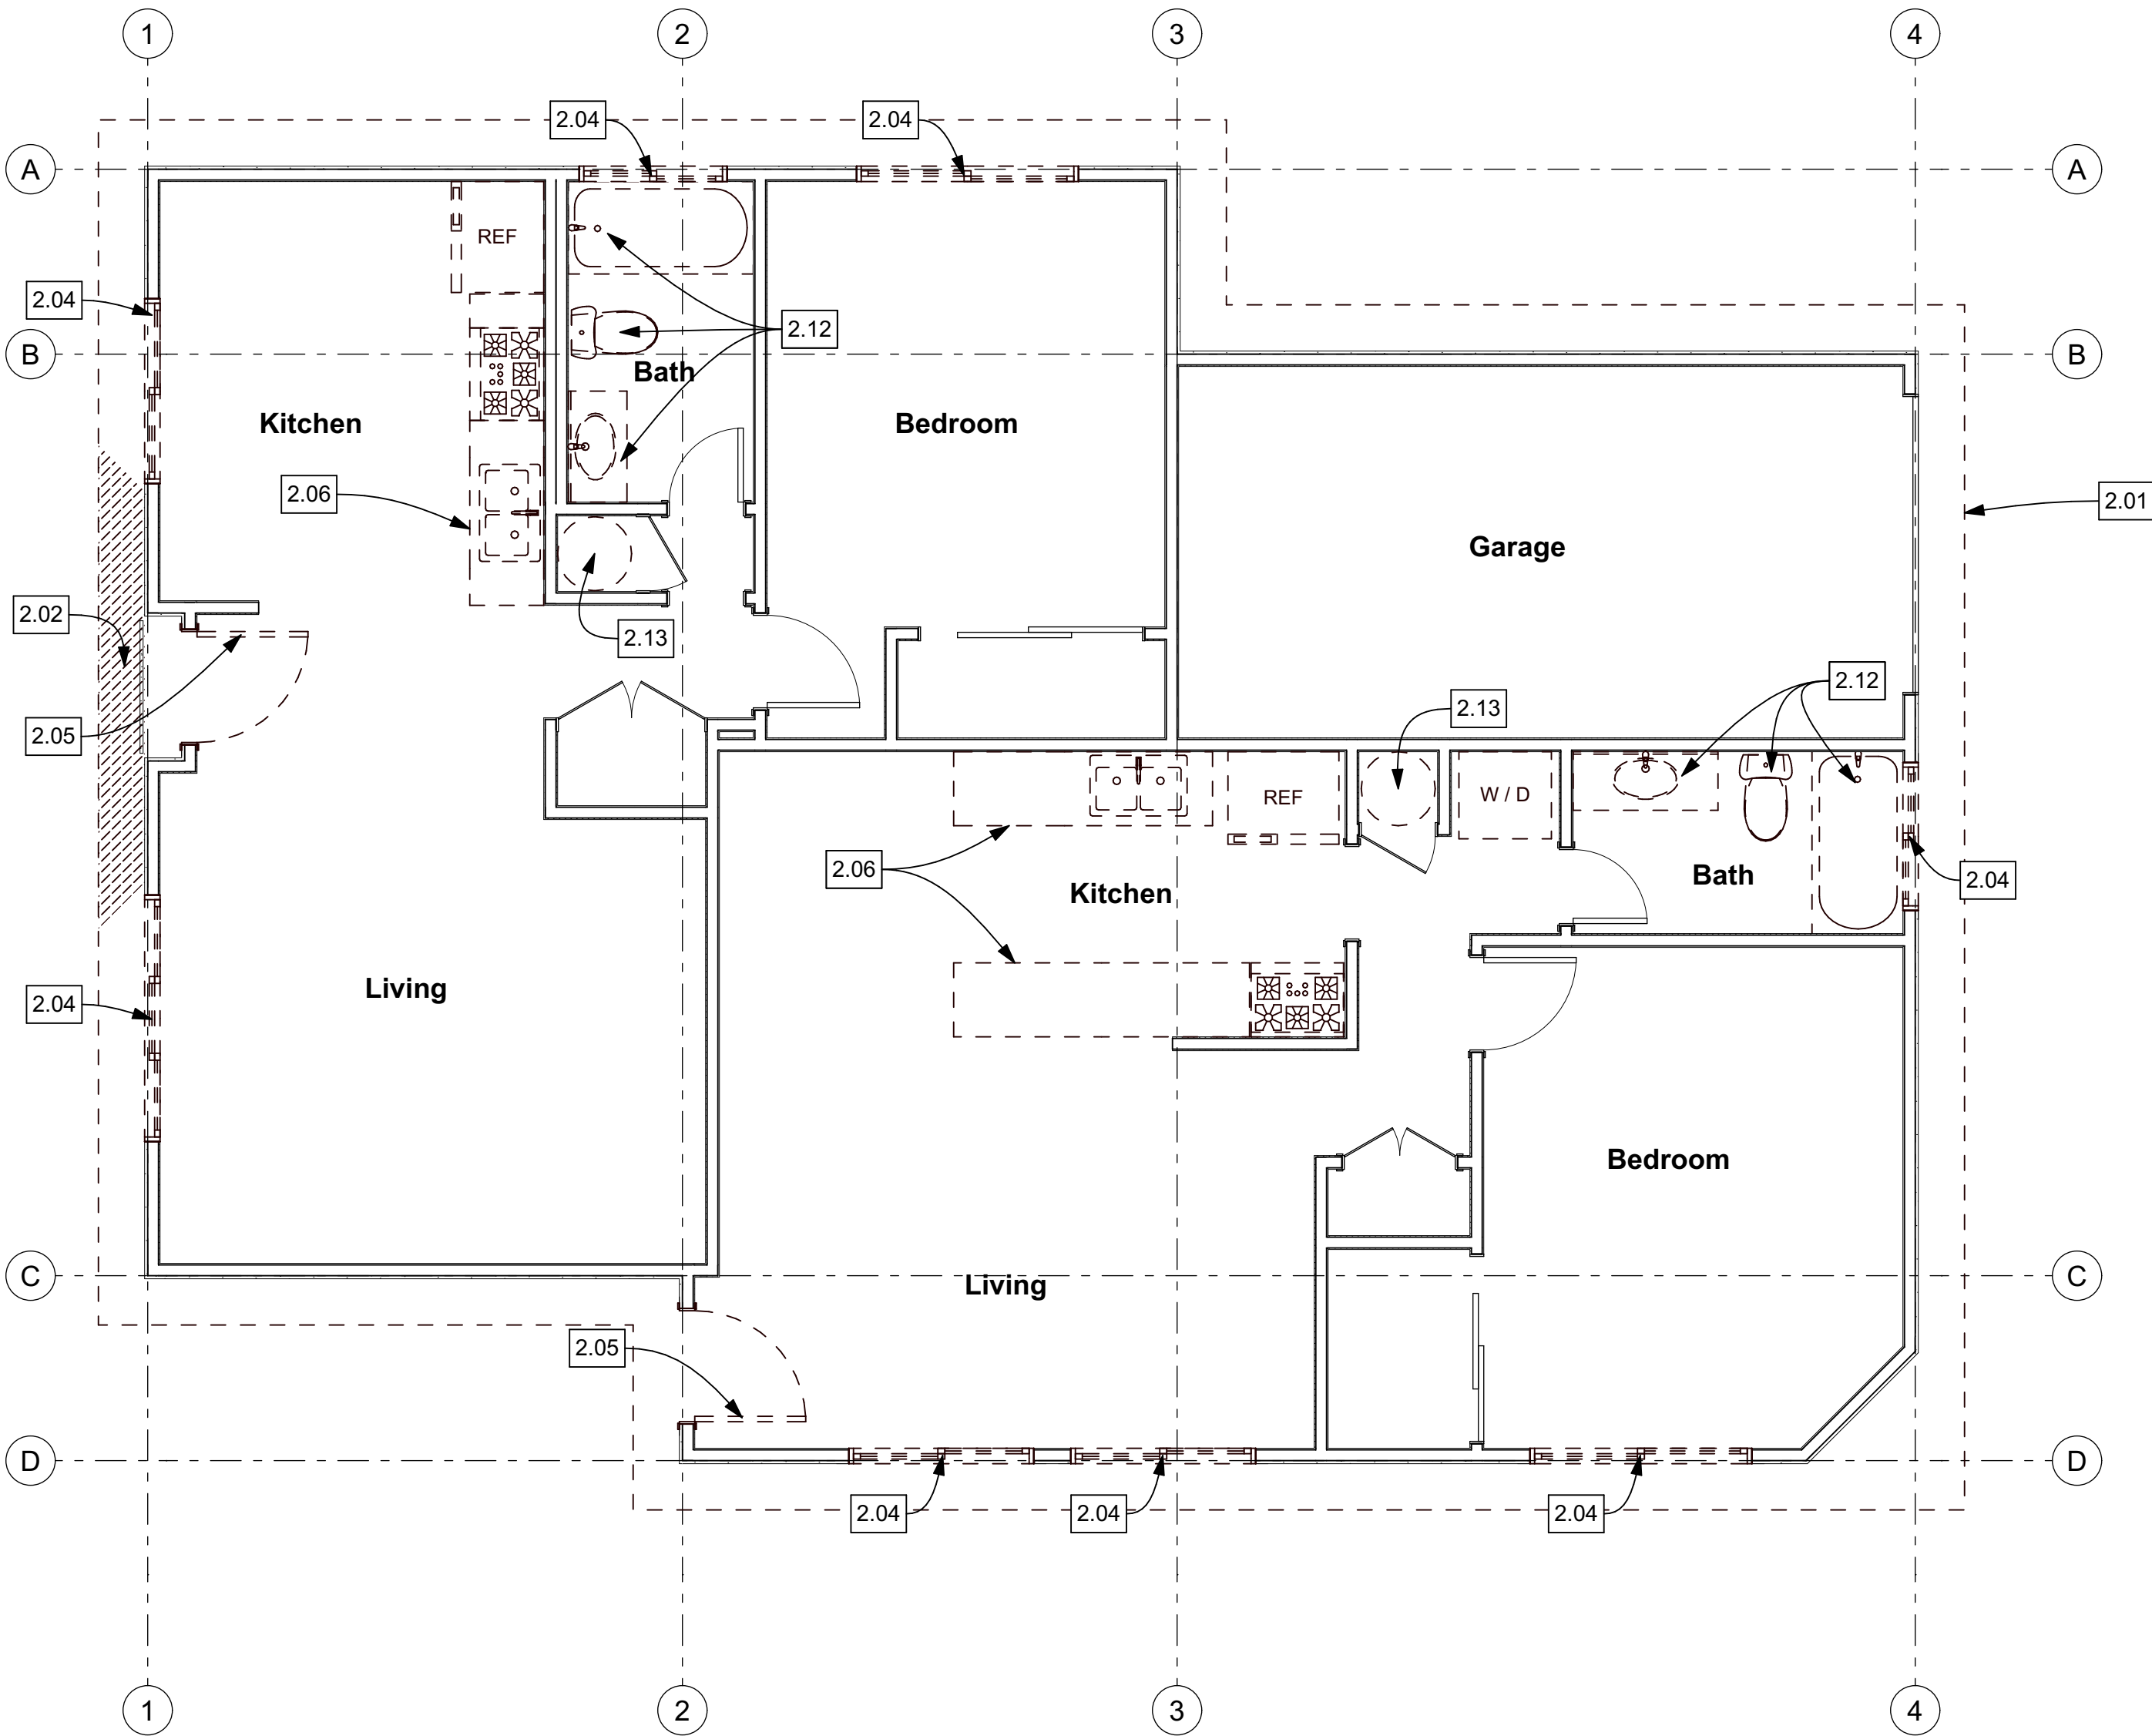 1
2
3
4
2.04
2.04
A
A
REF
2.04
2.12
B
B
Bath
Kitchen
Bedroom
2.06
2.01
Garage
2.02
2.13
2.12
2.13
2.05
REF
W / D
2.06
Kitchen
Bath
2.04
Living
2.04
Bedroom
C
Living
C
2.05
D
D
2.04
2.04
2.04
1
2
3
4